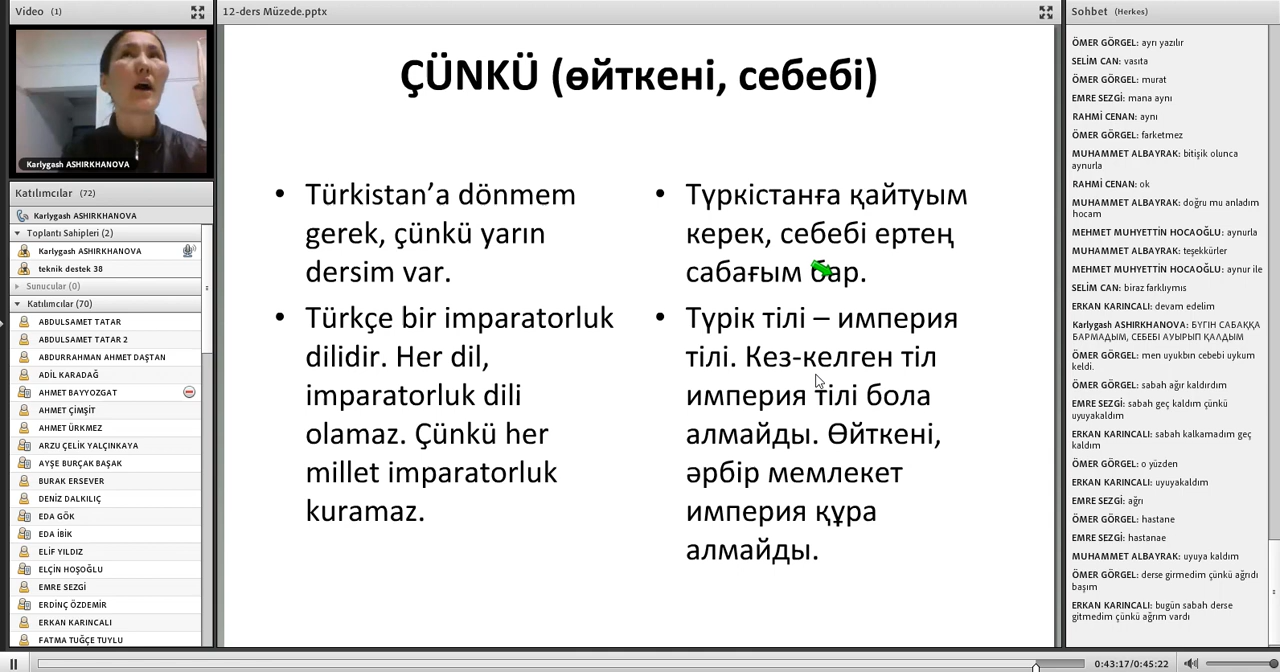 Video (1)
Karlygash ASHIRKHANOVA
Katılımcılar (72)
Karlygash ASHIRKHANOVA
Toplantı Sahipleri (2)
Karlygash ASHIRKHANOVA
teknik destek 38
Sunucular (0)
Katılımcılar (70)
ABDULSAMET TATAR
ABDULSAMET TATAR 2
ABDURRAHMAN AHMET DAŞTAN
ADİL KARADAĞ
AHMET BAYYOZGAT
AHMET ÇİMŞİT
AHMET ÜRKMEZ
ARZU ÇELİK YALÇINKAYA
AYŞE BURÇAK BAŞAK
BURAK ERSEVER
DENİZ DALKILIÇ
EDA GÖK
EDA İBİK
ELİF YILDIZ
ELÇİN HOŞOĞLU
EMRE SEZGİ
ERDİNÇ ÖZDEMİR
ERKAN KARINCALI
FATMA TUĞÇE TUYLU
12-ders Müzede.pptx
ÇÜNKÜ (өйткені, себебі)
• Türkistan’a dönmem
gerek, çünkü yarın
dersim var.
• Türkçe bir imparatorluk
dilidir. Her dil,
imparatorluk dili
olamaz. Çünkü her
millet imparatorluk
kuramaz.
• Түркістанға қайтуым
керек, себебі ертең
сабағым бар.
• Түрік тілі – империя
тілі. Кез-келген тіл
империя тілі бола
алмайды. Өйткені,
әрбір мемлекет
империя құра
алмайды.
Sohbet (Herkes)
ÖMER GÖRGEL: ayrı yazılır
SELİM CAN: vasıta
ÖMER GÖRGEL: murat
EMRE SEZGİ: mana aynı
RAHMİ CENAN: aynı
ÖMER GÖRGEL: farketmez
MUHAMMET ALBAYRAK: bitişik olunca
aynurla
RAHMİ CENAN: ok
MUHAMMET ALBAYRAK: doğru mu anladım
hocam
MEHMET MUHYETTİN HOCAOĞLU: aynurla
MUHAMMET ALBAYRAK: teşekkürler
MEHMET MUHYETTİN HOCAOĞLU: aynur ile
SELİM CAN: biraz farklıymıs
ERKAN KARINCALI: devam edelim
Karlygash ASHIRKHANOVA: БҮГІН САБАҚҚА
БАРМАДЫМ, СЕБЕБІ АУЫРЫП ҚАЛДЫМ
ÖMER GÖRGEL: men uyukbın cebebi uykum
keldi.
ÖMER GÖRGEL: sabah ağır kaldırdım
EMRE SEZGİ: sabah geç kaldım çünkü
uyuyakaldım
ERKAN KARINCALI: sabah kalkamadım geç
kaldım
ÖMER GÖRGEL: o yüzden
ERKAN KARINCALI: uyuyakaldım
EMRE SEZGİ: ağrı
ÖMER GÖRGEL: hastane
EMRE SEZGİ: hastanae
MUHAMMET ALBAYRAK: uyuya kaldım
ÖMER GÖRGEL: derse girmedim çünkü ağrıdı
başım
ERKAN KARINCALI: bugün sabah derse
gitmedim çünkü ağrım vardı
0:43:17/0:45:22